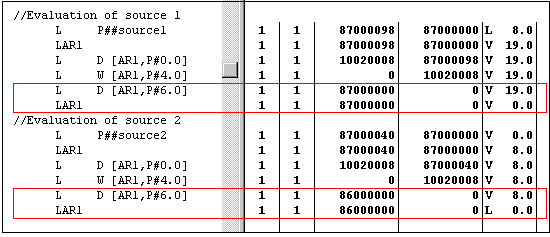 //Evaluation of source 1
L P##source1 1 1 87000098 87000000 L 8.0
LAR1 1 1 87000098 87000000 V 19.0
L D [AR1,P#0.0] 1 1 10020008 87000098 V 19.0
L W [AR1,P#4.0] 1 1 0 10020008 V 19.0
L D [AR1,P#6.0] 1 1 87000000 0 V 19.0
LAR1 1 1 87000000 0 V 0.0
//Evaluation of source 2
L P##source2 1 1 87000040 87000000 V 0.0
LAR1 1 1 87000040 87000000 V 8.0
L D [AR1,P#0.0] 1 1 10020008 87000040 V 8.0
L W [AR1,P#4.0] 1 1 0 10020008 V 8.0
L D [AR1,P#6.0] 1 1 86000000 0 V 8.0
LAR1 1 1 86000000 0 L 0.0